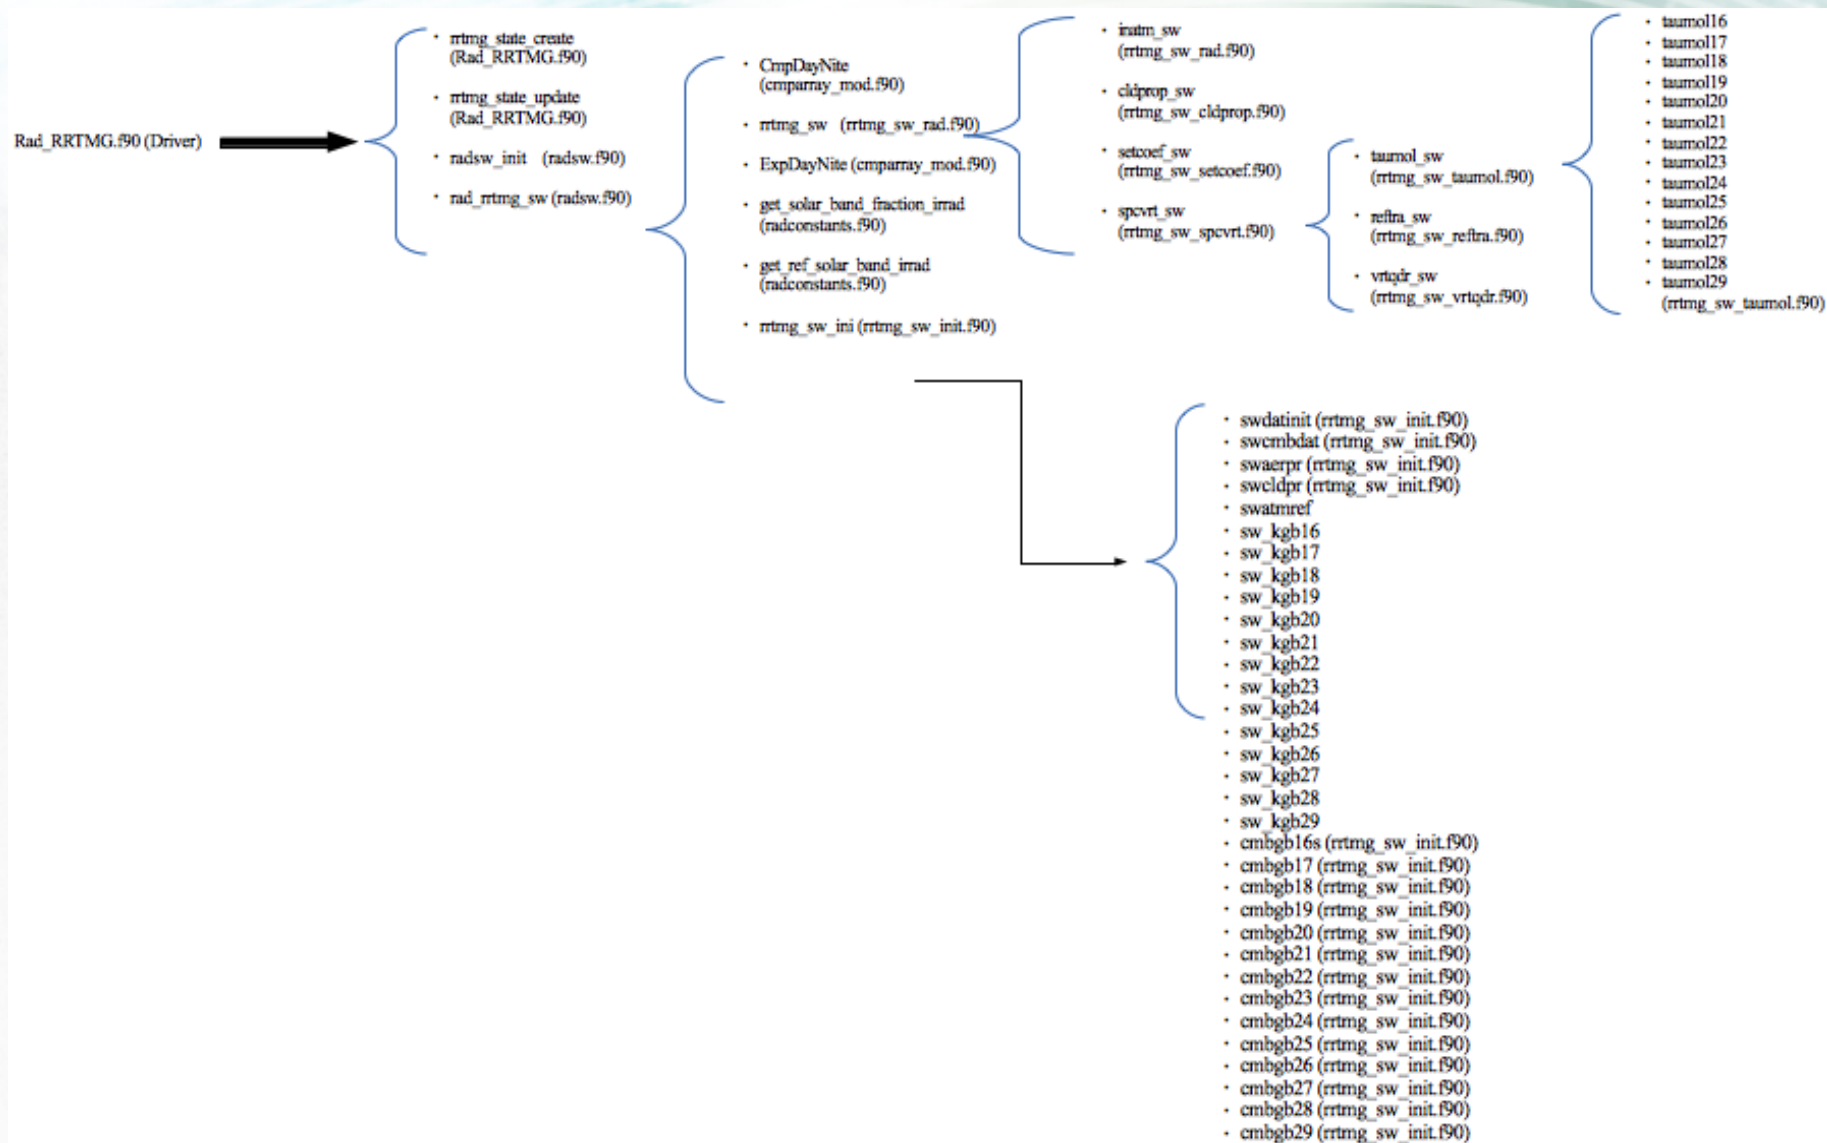 Rad_RRTMG.f90 (Driver)
• rrtmg_state_create
(Rad_RRTMG.f90)
• rrtmg_state_update
(Rad_RRTMG.f90)
• radsw_init (radsw.f90)
• rad_rrtmg_sw (radsw.f90)
• CmpDayNite
(cmparray_mod.f90)
• rrtmg_sw (rrtmg_sw_rad.f90)
• ExpDayNite (cmparray_mod.f90)
• get_solar_band_fraction_irrad
(radconstants.f90)
• get_ref_solar_band_irrad
(radconstants.f90)
• rrtmg_sw_ini (rrtmg_sw_init.f90)
• inatm_sw
(rrtmg_sw_rad.f90)
• cldprop_sw
(rrtmg_sw_cldprop.f90)
• setcoef_sw
(rrtmg_sw_setcoef.f90)
• spcvrt_sw
(rrtmg_sw_spcvrt.f90)
• taumol_sw
(rrtmg_sw_taumol.f90)
• reftra_sw
(rrtmg_sw_reftra.f90)
• vrtqdr_sw
(rrtmg_sw_vrtqdr.f90)
• taumol16
• taumol17
• taumol18
• taumol19
• taumol20
• taumol21
• taumol22
• taumol23
• taumol24
• taumol25
• taumol26
• taumol27
• taumol28
• taumol29
(rrtmg_sw_taumol.f90)
• swdatinit (rrtmg_sw_init.f90)
• swcmbdat (rrtmg_sw_init.f90)
• swaerpr (rrtmg_sw_init.f90)
• swcldpr (rrtmg_sw_init.f90)
• swatmref
• sw_kgb16
• sw_kgb17
• sw_kgb18
• sw_kgb19
• sw_kgb20
• sw_kgb21
• sw_kgb22
• sw_kgb23
• sw_kgb24
• sw_kgb25
• sw_kgb26
• sw_kgb27
• sw_kgb28
• sw_kgb29
• cmbgb16s (rrtmg_sw_init.f90)
• cmbgb17 (rrtmg_sw_init.f90)
• cmbgb18 (rrtmg_sw_init.f90)
• cmbgb19 (rrtmg_sw_init.f90)
• cmbgb20 (rrtmg_sw_init.f90)
• cmbgb21 (rrtmg_sw_init.f90)
• cmbgb22 (rrtmg_sw_init.f90)
• cmbgb23 (rrtmg_sw_init.f90)
• cmbgb24 (rrtmg_sw_init.f90)
• cmbgb25 (rrtmg_sw_init.f90)
• cmbgb26 (rrtmg_sw_init.f90)
• cmbgb27 (rrtmg_sw_init.f90)
• cmbgb28 (rrtmg_sw_init.f90)
• cmbgb29 (rrtmg_sw_init.f90)